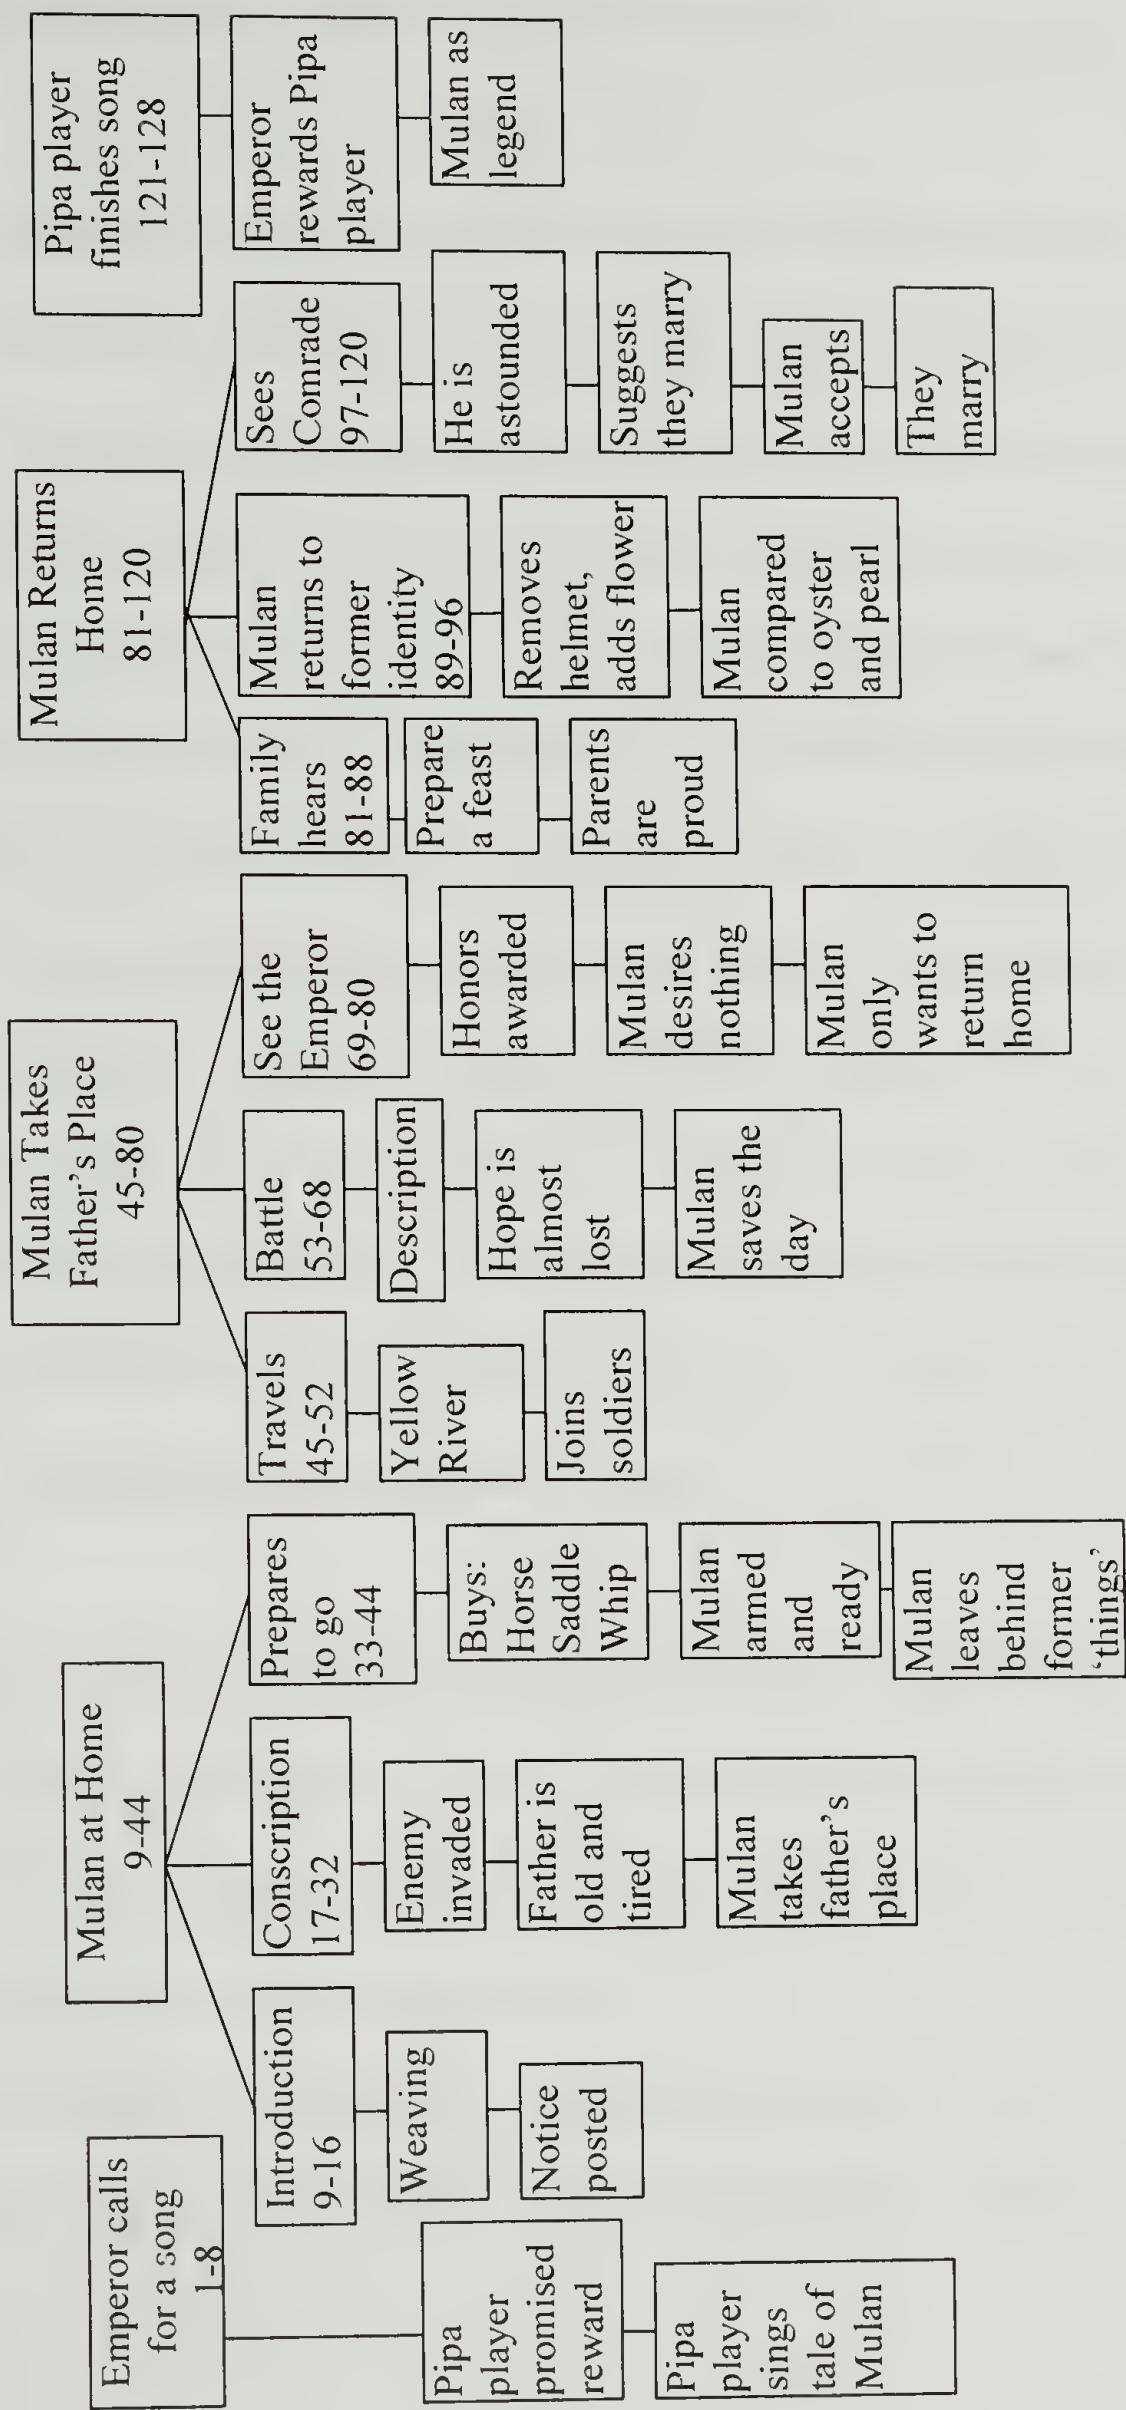 Emperor calls
for a song
1-8
Pipa
player
promised
reward
Pipa
player
sings
tale of
Mulan
Mulan at Home
9-44
Introduction
9-16
Weaving
Notice
posted
Conscription
17-32
Enemy
invaded
Father is
old and
tired
Mulan
takes
father's
place
Prepares
to go
33-44
Buys:
Horse
Saddle
Whip
Mulan
armed
and
ready
Mulan
leaves
behind
former
'things'
Mulan Takes
Father's Place
45-80
Travels
45-52
Yellow
River
Joins
soldiers
Battle
53-68
Description
Hope is
almost
lost
Mulan
saves the
day
See the
Emperor
69-80
Honors
awarded
Mulan
desires
nothing
Mulan
only
wants to
return
home
Mulan Returns
Home
81-120
Family
hears
81-88
Prepare
a feast
Parents
are
proud
Mulan
returns to
former
identity
89-96
Removes
helmet,
adds flower
Mulan
compared
to oyster
and pearl
Sees
Comrade
97-120
He is
astounded
Suggests
they marry
Mulan
accepts
They
marry
Pipa player
finishes song
121-128
Emperor
rewards Pipa
player
Mulan as
legend